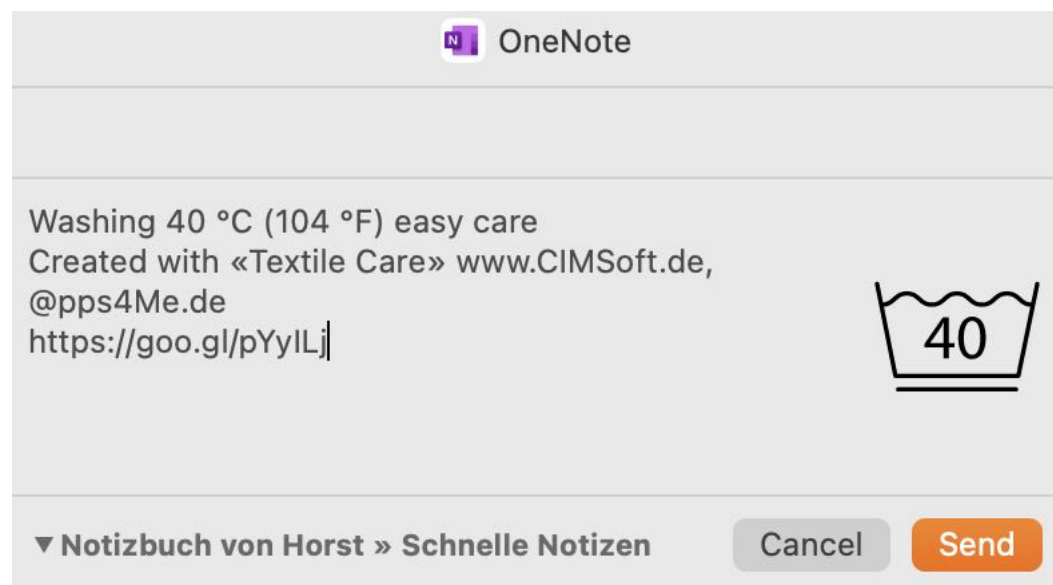 OneNote
Washing 40 °C (104 °F) easy care
Created with «Textile Care» www.CIMSoft.de,
@pps4Me.de
https://goo.gl/pYyILj
40
▼ Notizbuch von Horst » Schnelle Notizen
Cancel
Send